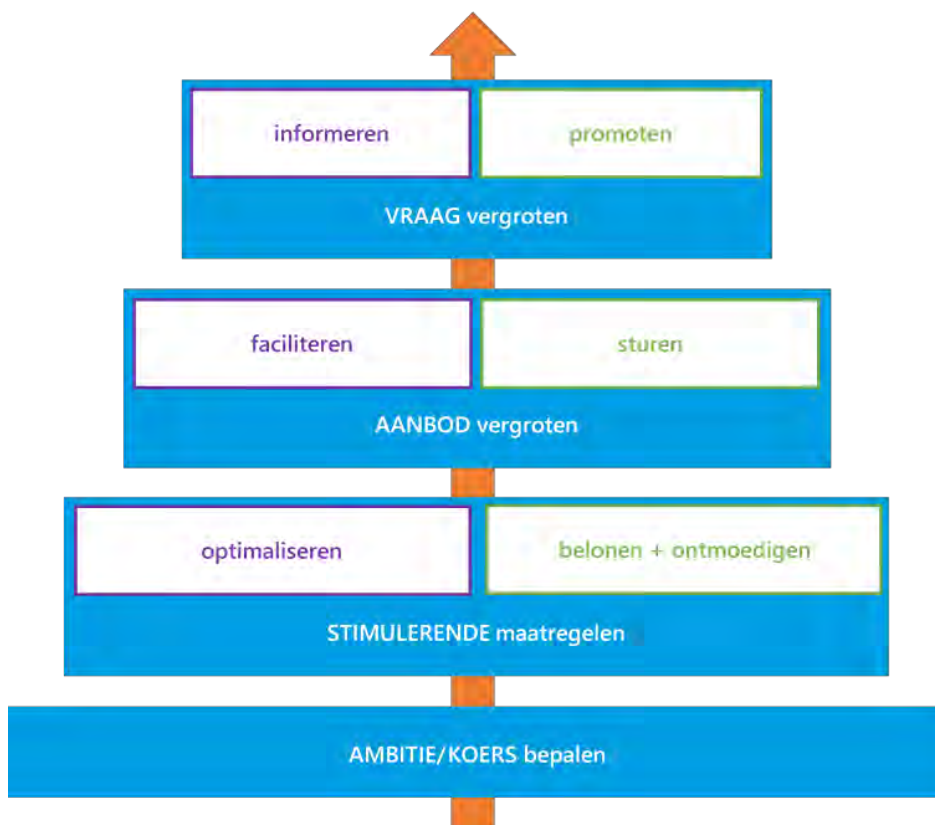 informeren
promoten
VRAAG vergroten
faciliteren
sturen
AANBOD vergroten
optimaliseren
belonen + ontmoedigen
STIMULERENDE maatregelen
AMBITIE/KOERS bepalen